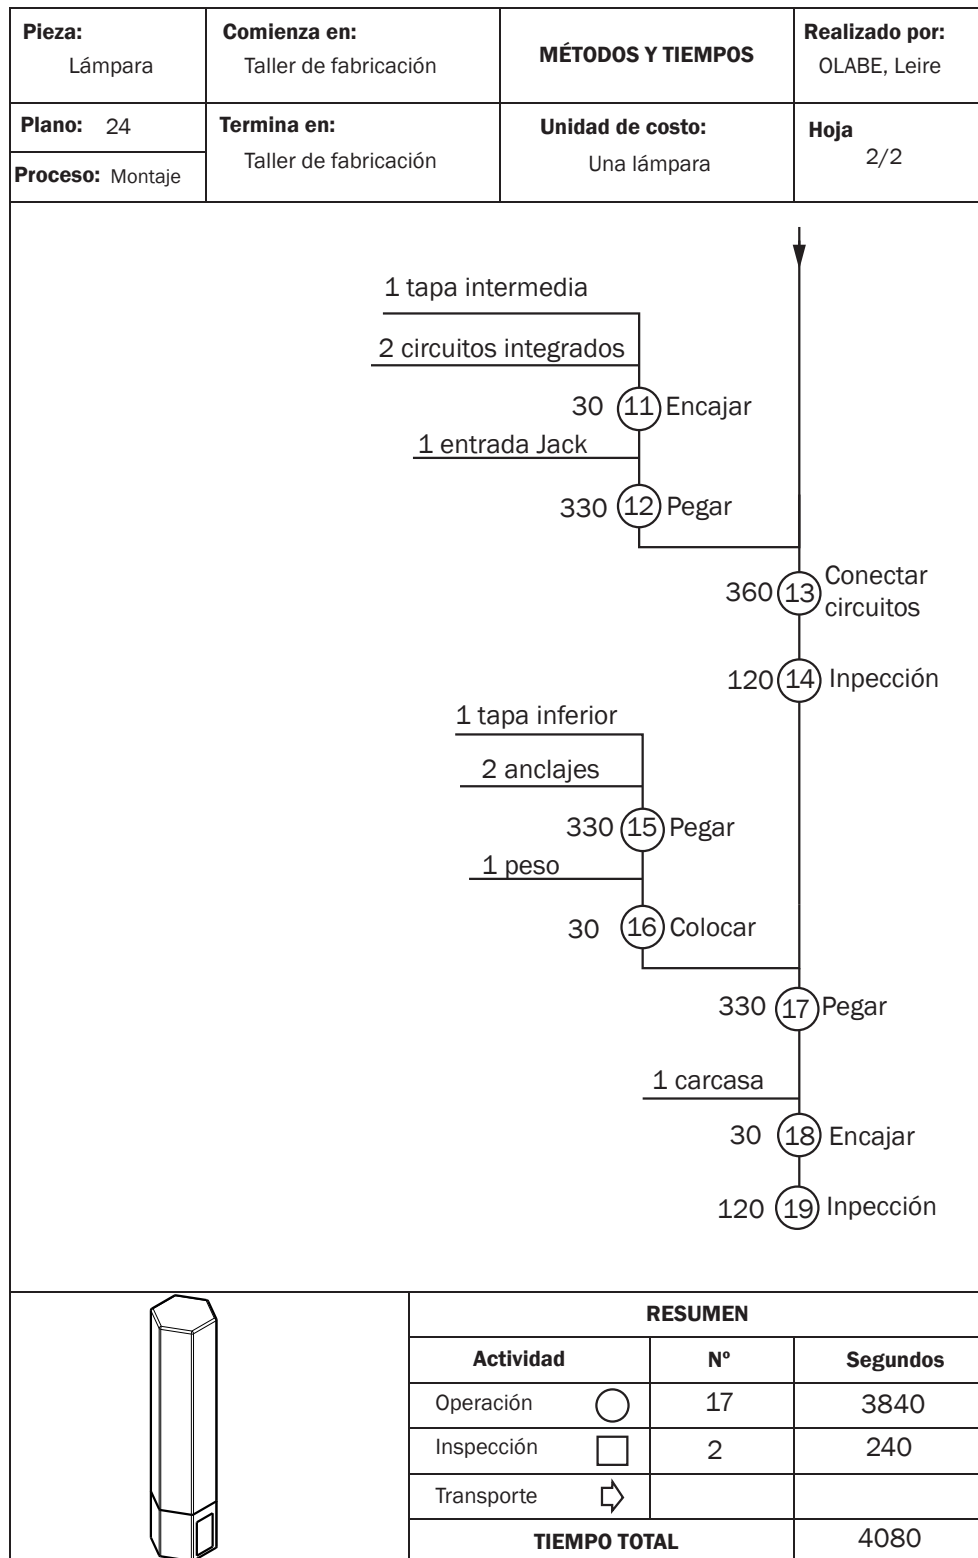 Pieza:
Lámpara
Comienza en:
Taller de fabricación
MÉTODOS Y TIEMPOS
Realizado por:
OLABE, Leire
Plano: 24
Proceso: Montaje
Termina en:
Taller de fabricación
Unidad de costo:
Una lámpara
Hoja
2/2
1 tapa intermedia
2 circuitos integrados
30 11 Encajar
1 entrada Jack
330 12 Pegar
360 13 Conectar
circuitos
120 14 Inpección
1 tapa inferior
2 anclajes
330 15 Pegar
1 peso
30 16 Colocar
330 17 Pegar
1 carcasa
30 18 Encajar
120 19 Inpección
RESUMEN
Actividad Nº Segundos
Operación 17 3840
Inspección 2 240
Transporte
TIEMPO TOTAL 4080